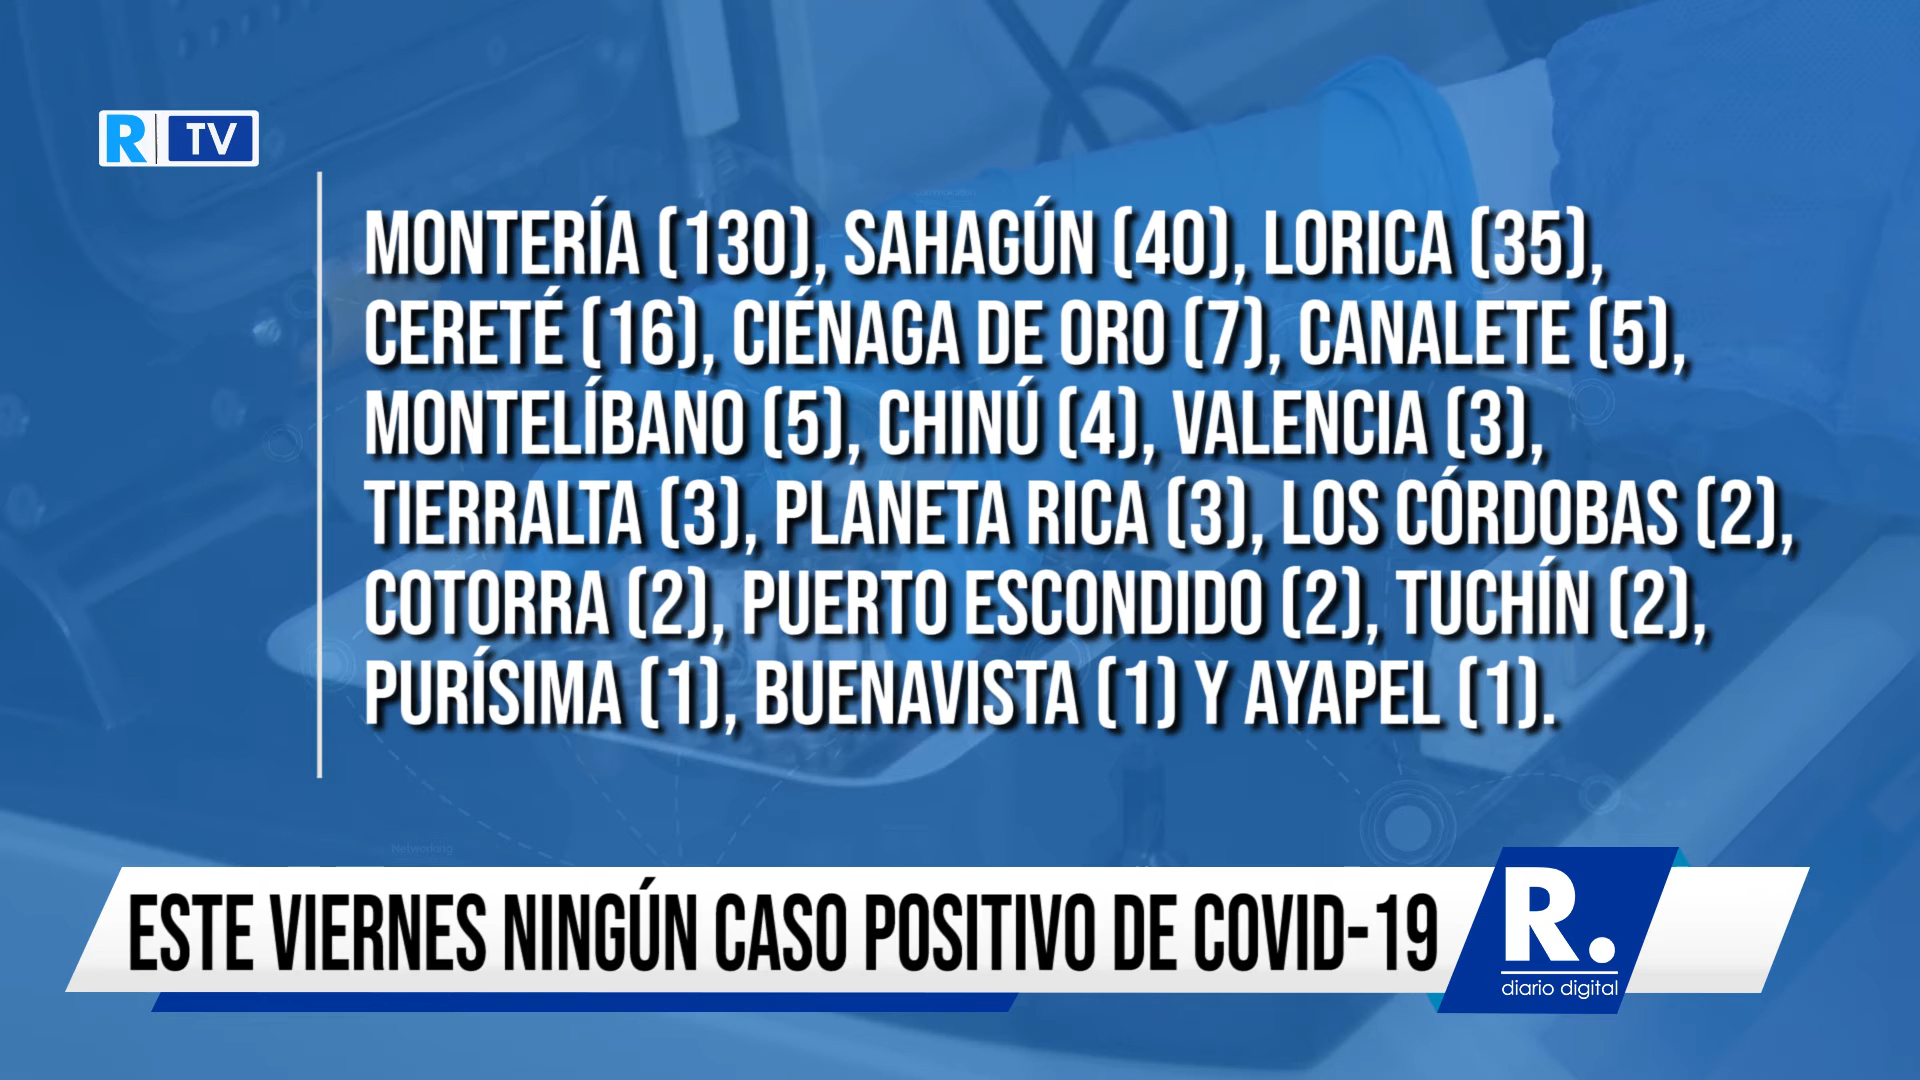 R TV
MONTERÍA (130), SAHAGÚN (40), LORICA (35),
CERETÉ (16), CIÉNAGA DE ORO (7), CANALETE (5),
MONTELÍBANO (5), CHINÚ (4), VALENCIA (3),
TIERRALTA (3), PLANETA RICA (3), LOS CÓRDOBAS (2),
COTORRA (2), PUERTO ESCONDIDO (2), TUCHÍN (2),
PURÍSIMA (1), BUENAVISTA (1) Y AYAPEL (1).
Networking
ESTE VIERNES NINGÚN CASO POSITIVO DE COVID-19
R.
diario digital